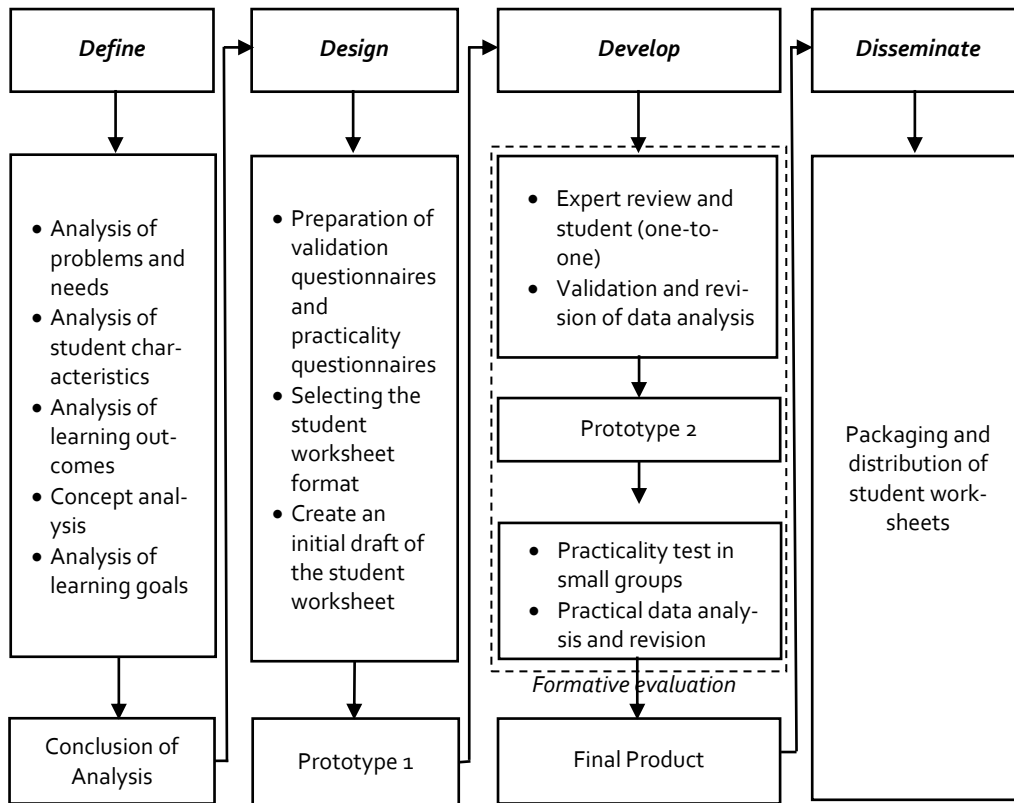 Define
Analysis of
problems and
needs
Analysis of
student char-
acteristics
Analysis of
learning out-
comes
Concept anal-
ysis
Analysis of
learning goals
Conclusion of
Analysis
Design
Preparation of
validation
questionnaires
and
practicality
questionnaires
Selecting the
student
worksheet
format
Create an
initial draft of
the student
worksheet
Prototype 1
Develop
Expert review and
student (one-to-
one)
Validation and revi-
sion of data analysis
Prototype 2
Practicality test in
small groups
Practical data analy-
sis and revision
Formative evaluation
Final Product
Disseminate
Packaging and
distribution of
student work-
sheets